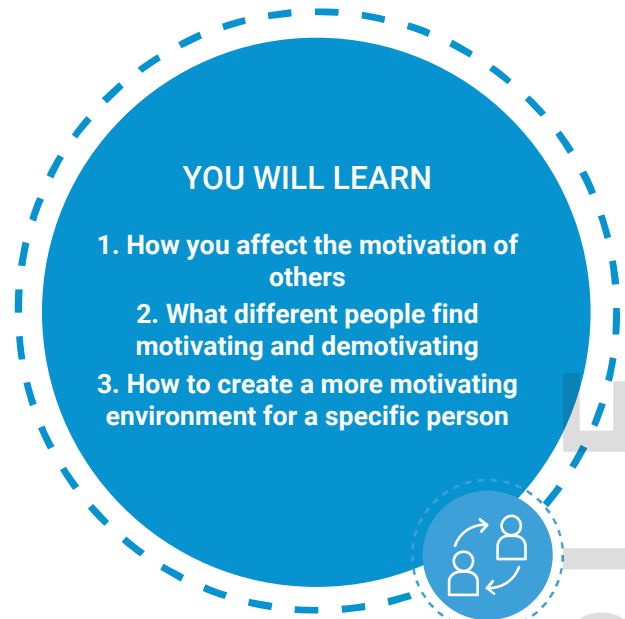 YOU WILL LEARN
1. How you affect the motivation of
others
2. What different people find
motivating and demotivating
3. How to create a more motivating
environment for a specific person